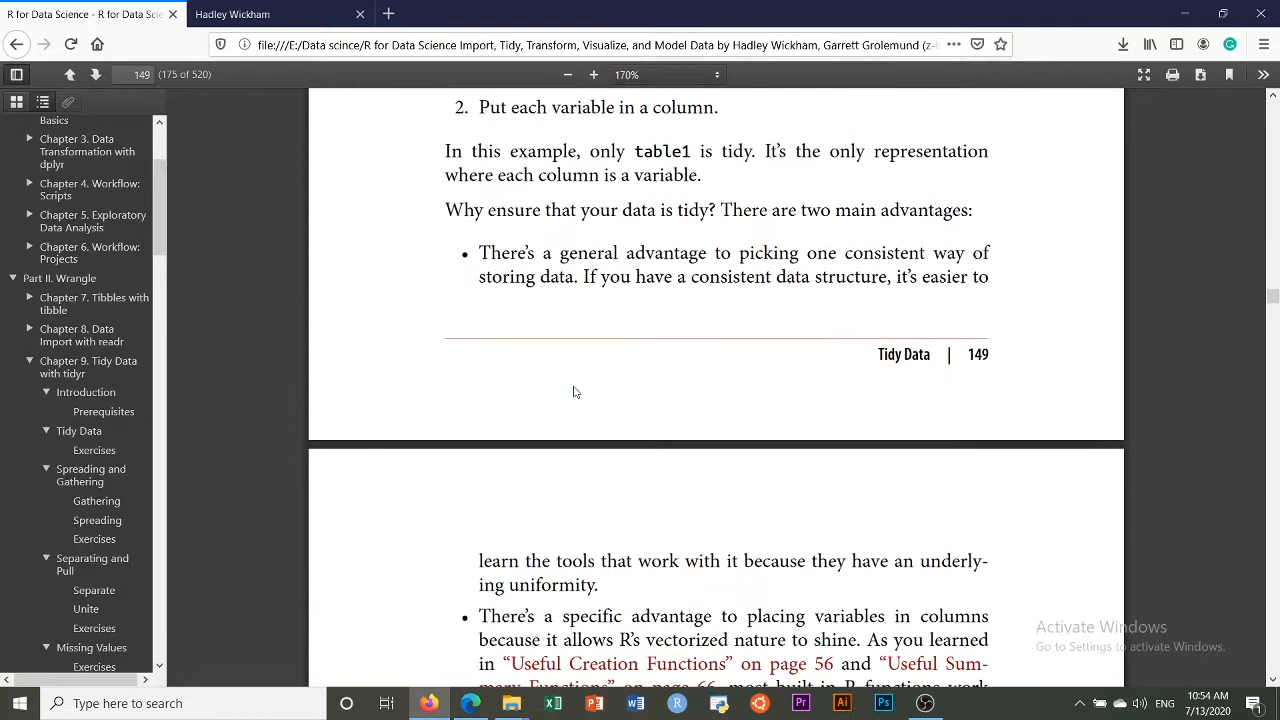 R for Data Science - R for Data Scie
Hadley Wickham
file:///E:/Data scince/R for Data Science Import, Tidy, Transform, Visualize, and Model Data by Hadley Wickham, Garrett Grolemund (z-l
149 (175 of 520)
170%
Basics
Chapter 3. Data
Transformation with
dplyr
Chapter 4. Workflow:
Scripts
Chapter 5. Exploratory
Data Analysis
Chapter 6. Workflow:
Projects
Part II. Wrangle
Chapter 7. Tibbles with
tibble
Chapter 8. Data
Import with readr
Chapter 9. Tidy Data
with tidyr
Introduction
Prerequisites
Tidy Data
Exercises
Spreading and
Gathering
Gathering
Spreading
Exercises
Separating and
Pull
Separate
Unite
Exercises
Missing Values
Exercises
2. Put each variable in a column.
In this example, only table1 is tidy. It's the only representation
where each column is a variable.
Why ensure that your data is tidy? There are two main advantages:
• There's a general advantage to picking one consistent way of
storing data. If you have a consistent data structure, it's easier to
Tidy Data | 149
learn the tools that work with it because they have an underly-
ing uniformity.
• There's a specific advantage to placing variables in columns
because it allows R's vectorized nature to shine. As you learned
in "Useful Creation Functions" on page 56 and "Useful Sum-
mary Functions" on page 66, most built-in R functions work
Activate Windows
Go to Settings to activate Windows.
Type here to search
ENG
10:54 AM
7/13/2020